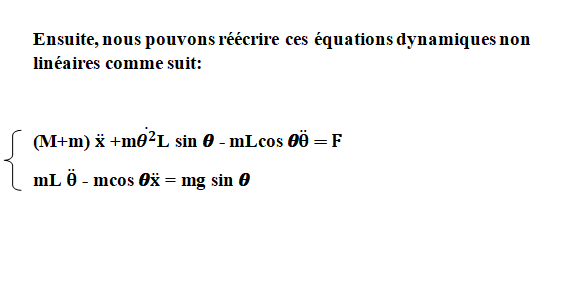 Ensuite, nous pouvons réécrire ces équations dynamiques non
linéaires comme suit:
(M+m) ẍ +mθ̇²L sin θ - mLcos θθ̈ = F
mL θ̈ - mcos θẍ = mg sin θ